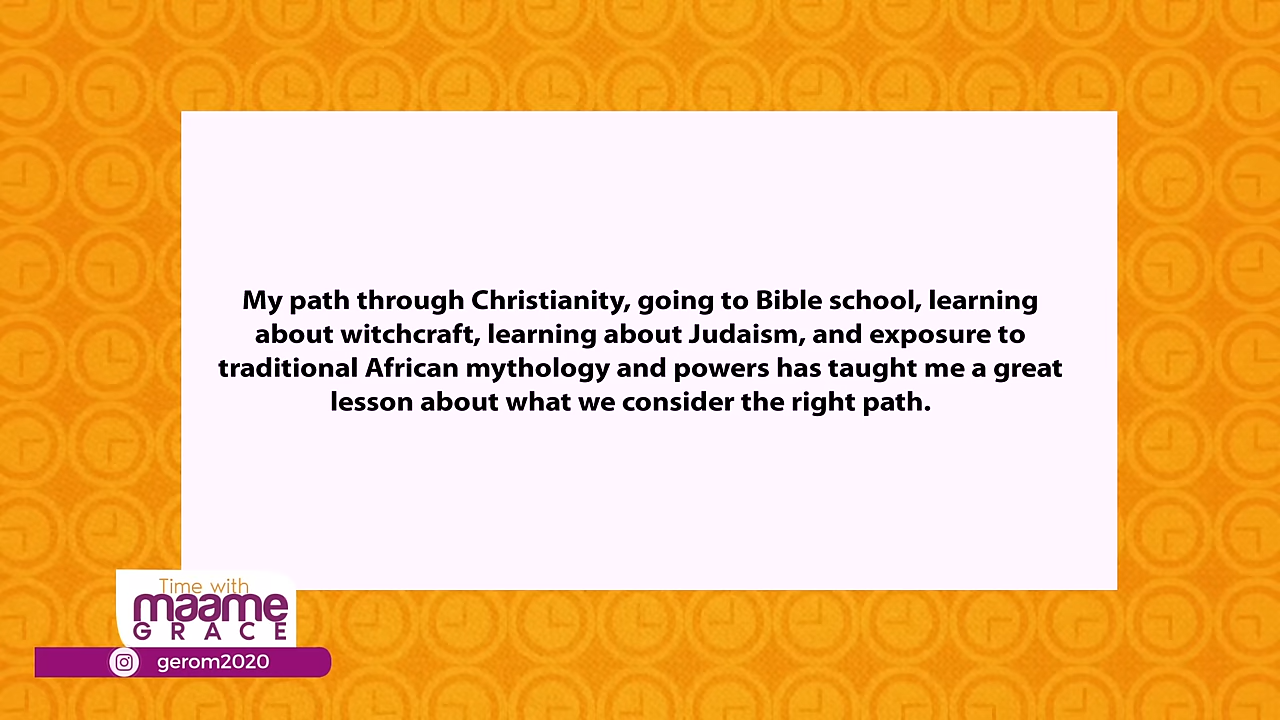 My path through Christianity, going to Bible school, learning
about witchcraft, learning about Judaism, and exposure to
traditional African mythology and powers has taught me a great
lesson about what we consider the right path.
Time with
maame
GRACE
gerom2020